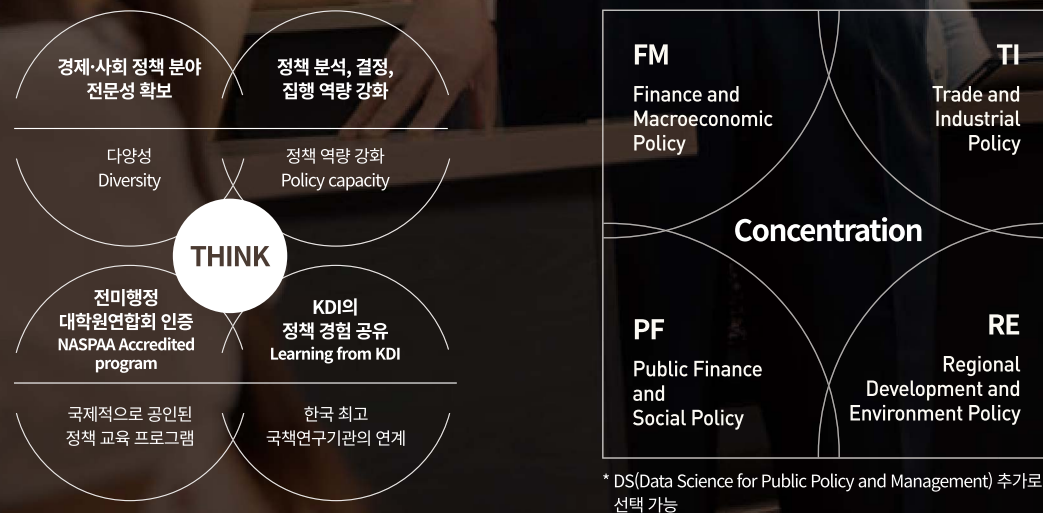 경제·사회 정책 분야
전문성 확보
정책 분석, 결정,
집행 역량 강화
다양성
Diversity
정책 역량 강화
Policy capacity
THINK
전미행정
대학원연합회 인증
NASPAA Accredited
program
KDI의
정책 경험 공유
Learning from KDI
국제적으로 공인된
정책 교육 프로그램
한국 최고
국책연구기관의 연계
FM
Finance and
Macroeconomic
Policy
TI
Trade and
Industrial
Policy
Concentration
PF
Public Finance
and
Social Policy
RE
Regional
Development and
Environment Policy
* DS(Data Science for Public Policy and Management) 추가로
선택 가능